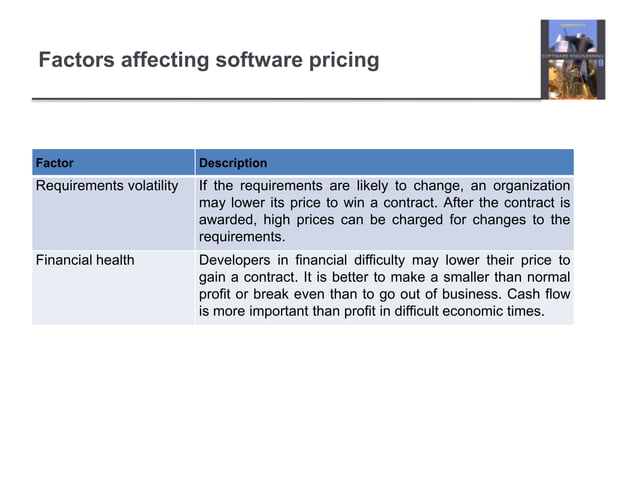 Factors affecting software pricing
SOFTWARE ENGINEERING
9
Factor Description
Requirements volatility If the requirements are likely to change, an organization
may lower its price to win a contract. After the contract is
awarded, high prices can be charged for changes to the
requirements.
Financial health Developers in financial difficulty may lower their price to
gain a contract. It is better to make a smaller than normal
profit or break even than to go out of business. Cash flow
is more important than profit in difficult economic times.